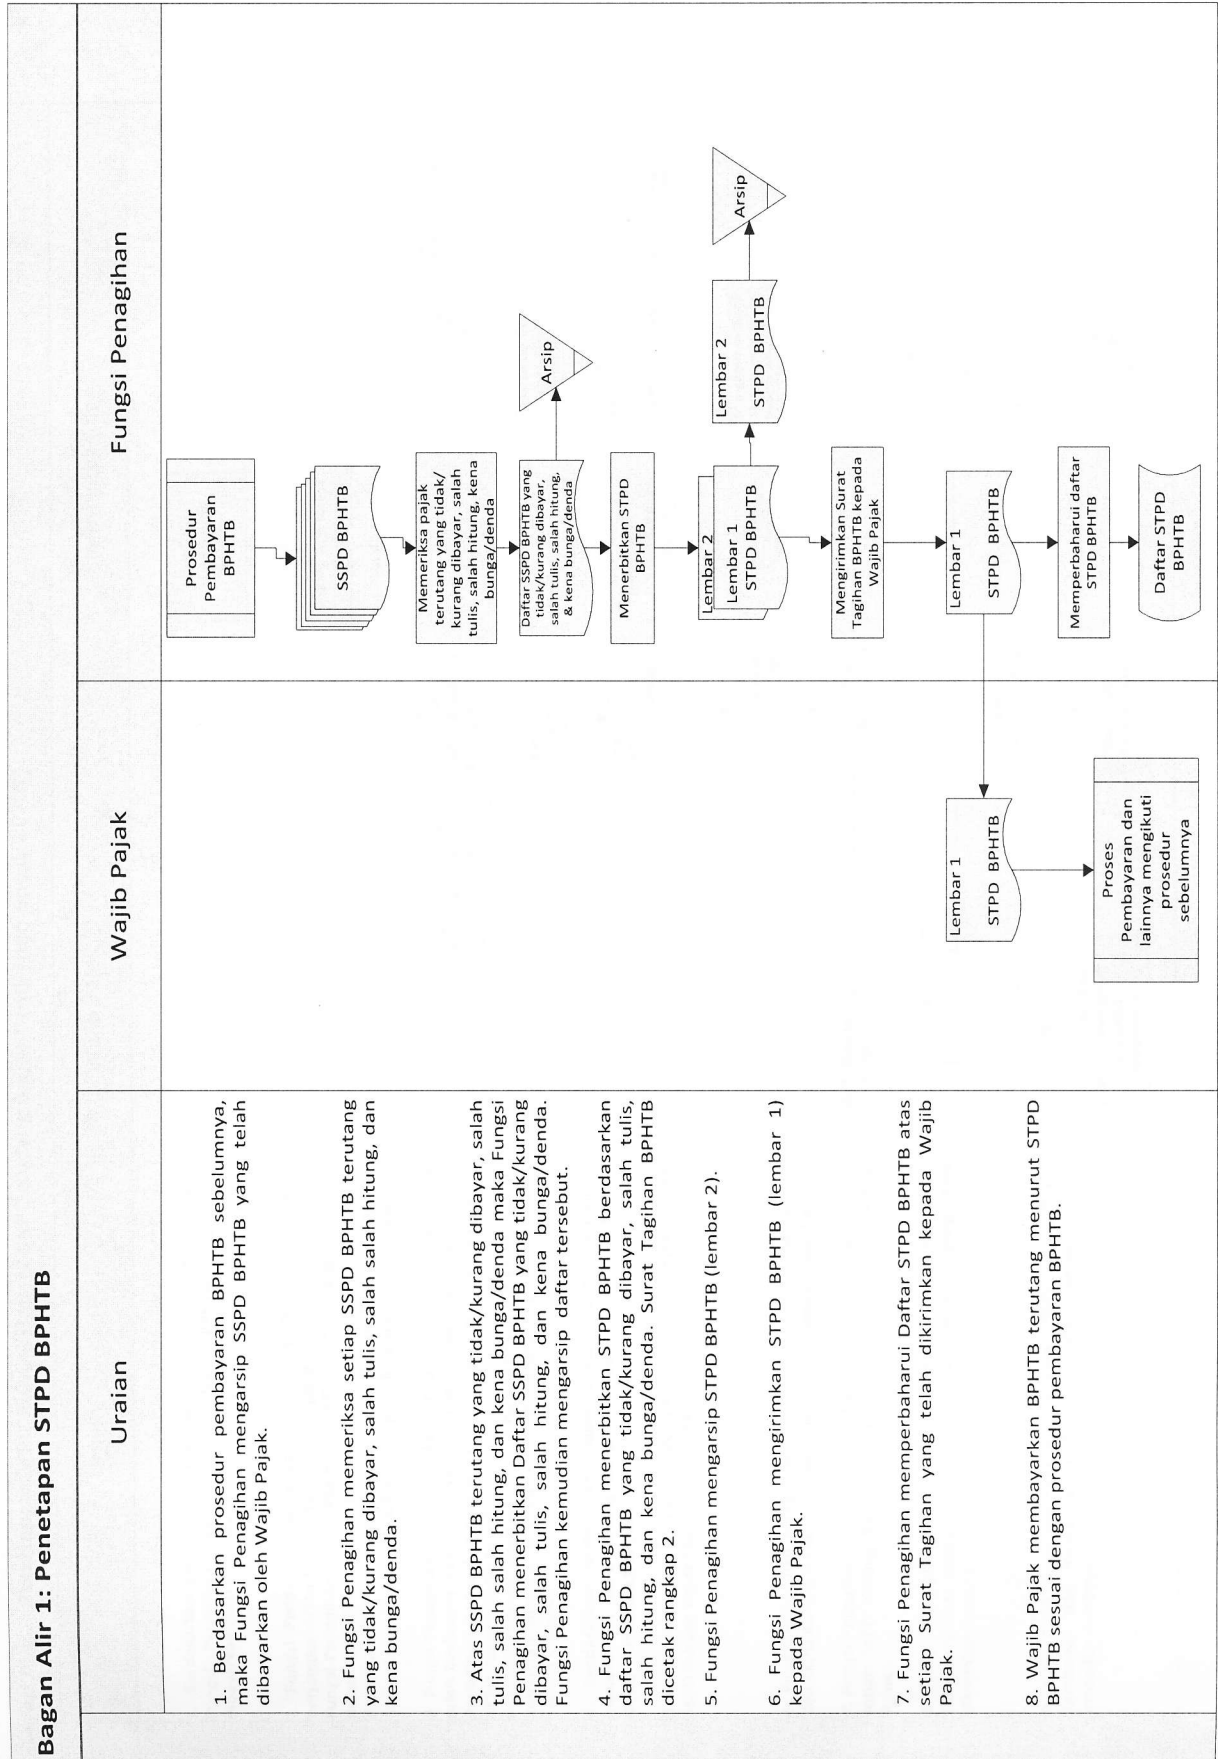 Bagan Alir 1: Penetapan STPD BPHTB
Uraian
Wajib Pajak
Fungsi Penagihan
1. Berdasarkan prosedur pembayaran BPHTB sebelumnya,
maka Fungsi Penagihan mengarsip SSPD BPHTB yang telah
dibayarkan oleh Wajib Pajak.
2. Fungsi Penagihan memeriksa setiap SSPD BPHTB terutang
yang tidak/kurang dibayar, salah tulis, salah salah hitung, dan
kena bunga/denda.
3. Atas SSPD BPHTB terutang yang tidak/kurang dibayar, salah
tulis, salah salah hitung, dan kena bunga/denda maka Fungsi
Penagihan menerbitkan Daftar SSPD BPHTB yang tidak/kurang
dibayar, salah tulis, salah hitung, dan kena bunga/denda.
Fungsi Penagihan kemudian mengarsip daftar tersebut.
4. Fungsi Penagihan menerbitkan STPD BPHTB berdasarkan
daftar SSPD BPHTB yang tidak/kurang dibayar, salah tulis,
salah hitung, dan kena bunga/denda. Surat Tagihan BPHTB
dicetak rangkap 2.
5. Fungsi Penagihan mengarsip STPD BPHTB (lembar 2).
6. Fungsi Penagihan mengirimkan STPD BPHTB (lembar 1)
kepada Wajib Pajak.
7. Fungsi Penagihan memperbaharui Daftar STPD BPHTB atas
setiap Surat Tagihan yang telah dikirimkan kepada Wajib
Pajak.
8. Wajib Pajak membayarkan BPHTB terutang menurut STPD
BPHTB sesuai dengan prosedur pembayaran BPHTB.
Lembar 1
STPD BPHTB
Proses
Pembayaran dan
lainnya mengikuti
prosedur
sebelumnya
Prosedur
Pembayaran
BPHTB
SSPD BPHTB
Memeriksa pajak
terutang yang tidak/
kurang dibayar, salah
tulis, salah hitung, kena
bunga/denda
Daftar SSPD BPHTB yang
tidak/kurang dibayar,
salah tulis, salah hitung,
& kena bunga/denda
Arsip
Menerbitkan STPD
BPHTB
Lembar 2
Lembar 1
STPD BPHTB
Lembar 2
STPD BPHTB
Arsip
Mengirimkan Surat
Tagihan BPHTB kepada
Wajib Pajak
Lembar 1
STPD BPHTB
Memperbaharui daftar
STPD BPHTB
Daftar STPD
BPHTB